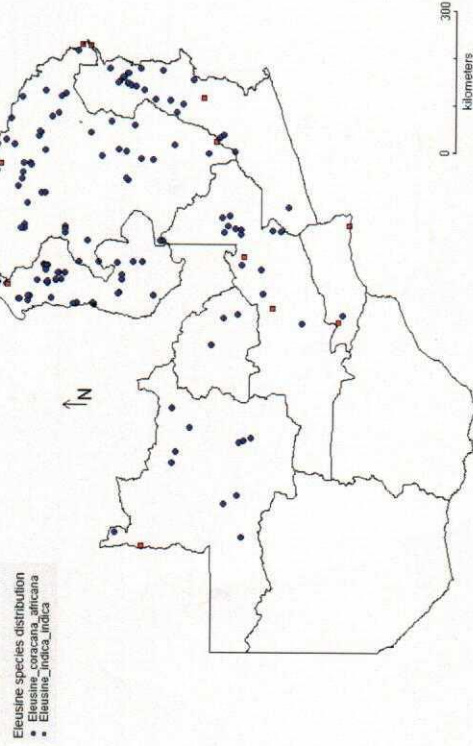 Eleusine species distribution
Eleusine_coracana_africana
Eleusine_indica_indica
N
0 300
kilometers